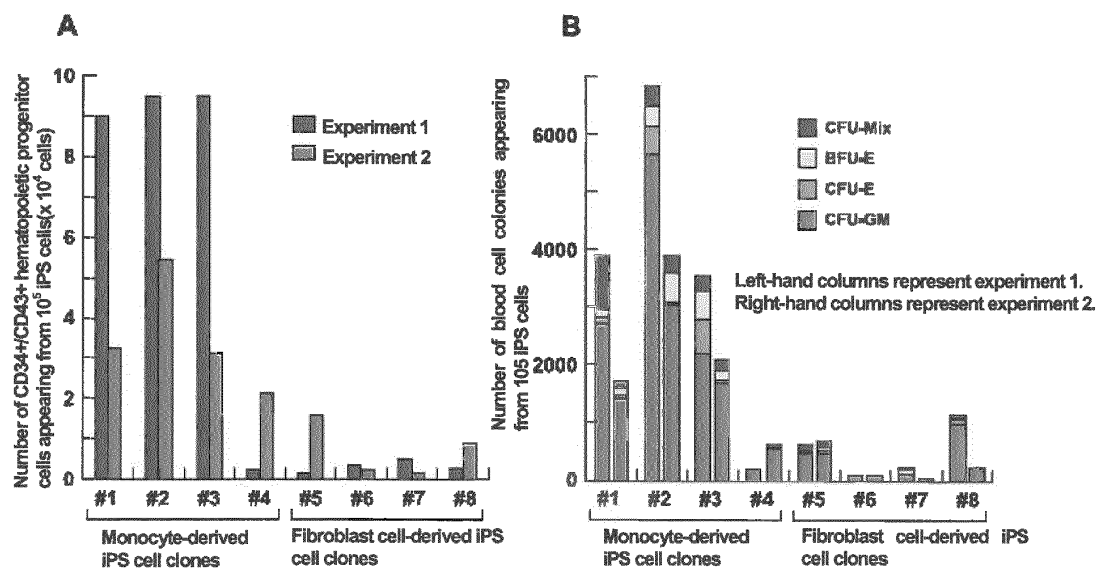 A
Number of CD34+/CD43+ hematopoietic progenitor
cells appearing from 10⁵ iPS cells(x 10⁴ cells)
10
8
6
4
2
0
Experiment 1
Experiment 2
#1 #2 #3 #4 #5 #6 #7 #8
Monocyte-derived
iPS cell clones
Fibroblast cell-derived iPS
cell clones
B
Number of blood cell colonies appearing
from 105 iPS cells
6000
4000
2000
0
CFU-Mix
BFU-E
CFU-E
CFU-GM
Left-hand columns represent experiment 1.
Right-hand columns represent experiment 2.
#1 #2 #3 #4 #5 #6 #7 #8
Monocyte-derived
iPS cell clones
Fibroblast cell-derived iPS
cell clones